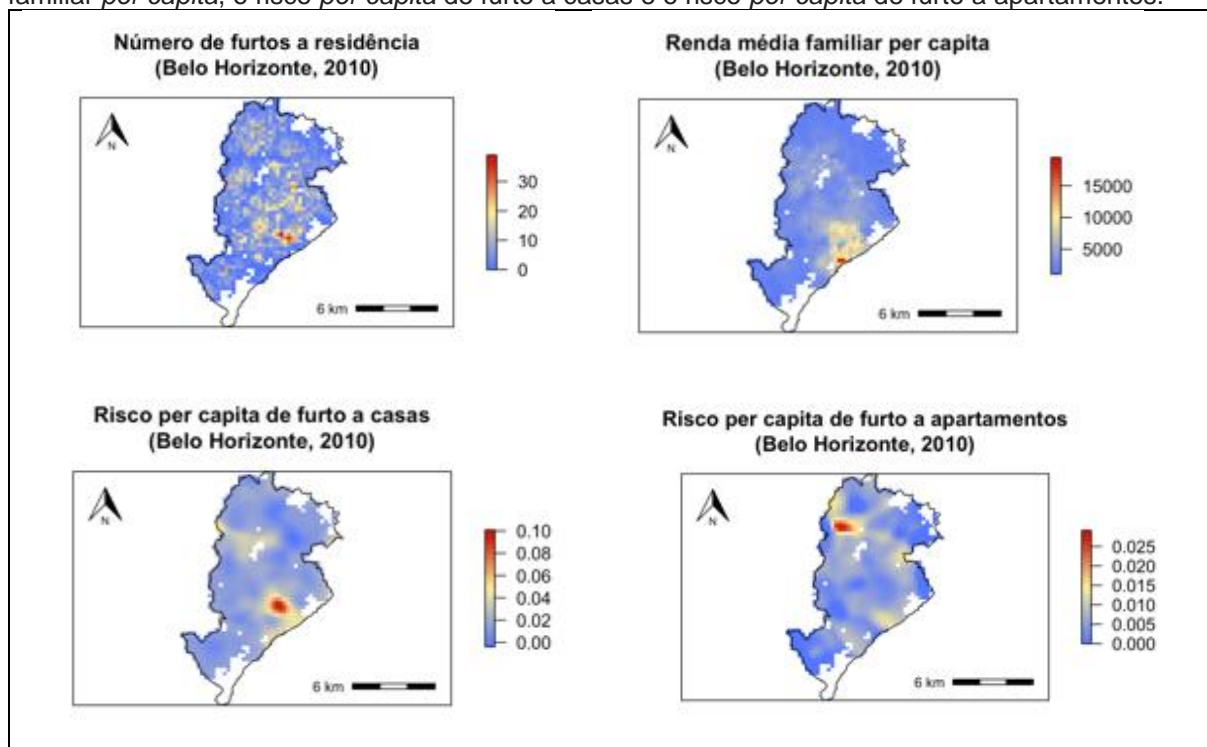 familiar per capita, o risco per capita de furto a casas e o risco per capita de furto a apartamentos.
Número de furtos a residência
(Belo Horizonte, 2010)
N
30
20
10
0
6 km
Renda média familiar per capita
(Belo Horizonte, 2010)
N
15000
10000
5000
6 km
Risco per capita de furto a casas
(Belo Horizonte, 2010)
N
0.10
0.08
0.06
0.04
0.02
0.00
6 km
Risco per capita de furto a apartamentos
(Belo Horizonte, 2010)
N
0.025
0.020
0.015
0.010
0.005
0.000
6 km